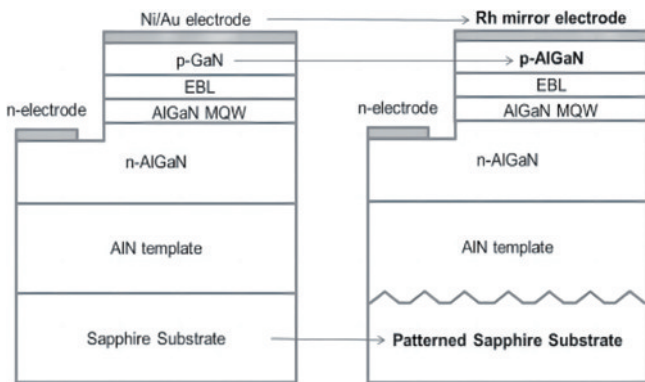 Ni/Au electrode
Rh mirror electrode
p-GaN
p-AlGaN
EBL
EBL
n-electrode
n-electrode
AlGaN MQW
AlGaN MQW
n-AlGaN
n-AlGaN
AlN template
AlN template
Sapphire Substrate
Patterned Sapphire Substrate